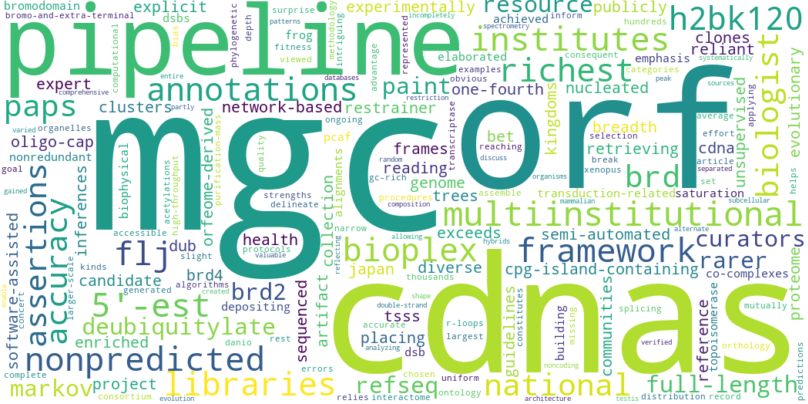 bromodomain
bromo-and-extra-terminal
dsbs
explicit
phylogenetic
depth
bias
surprise
frog
fitness
viewed
computational
patterns
methodology
intriguing
experimentally
achieved
represented
resource
publicly
incompletely
hundreds
advantage
inform
h2bk120
pipeline
institutes
elaborated
examples
obvious
consequent
databases
spectrometry
emphasis
clones
reliant
systematically
entire
comprehensive
partly
expert
annotations
paint
richest
one-fourth
nucleated
categories
sources
peak
average
kingdoms
breadth
unsupervised
biologist
evolutionary
paps
clusters
network-based
restrainer
varied
organelles
oligo-cap
nonredundant
goal
ongoing
pcaf
frames
bet
reaching
transcriptase
selection
break
xenopus
retrieving
cdna
effort
applying
article
helps
mgc
orf
biophysical
acetylations
high-throughput
orfeome-derived
purification-mass
quality
random
gc-rich
composition
alignments
reading
procedures
discuss
organisms
genome
trees
assemble
brd
separated
set
transduction-related
saturation
mammalian
subcellular
assertions
accuracy
inferences
strengths
delineate
accessible
protocols
valuable
health
collection
narrow
double-strand
reflecting
allowing
hybrids
alternate
multiinstitutional
exceeds
semi-automated
curators
software-assisted
concert
enable
gained
kinds
flj
dub
slight
larger-scale
candidate
brd4
algorithms
generated
created
brd2
depositing
sequenced
artifact
bioplex
framework
rarer
japan
diverse
cpg-island-containing
co-complexes
proteome
thousands
tsss
accurate
shape
dsb
r-loops
largest
placing
guidelines
constitutes
splicing
communities
building
missing
noncoding
reference
topoisomerase
mutually
orthology
verified
predictions
5'-est
deubiquitylate
nonpredicted
enriched
danio
rest
errors
markov
complete
project
consortium
evolution
libraries
interactome
relies
ontology
architecture
refseq
chosen
uniform
analyzing
restriction
testis
national
cdnas
full-length
distribution
record